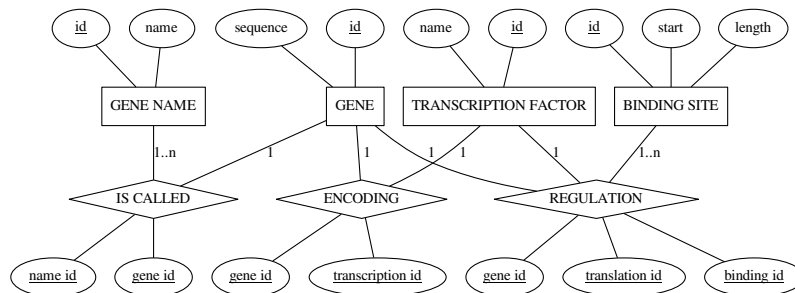 id
name
sequence
id
name
id
id
start
length
GENE NAME
GENE
TRANSCRIPTION FACTOR
BINDING SITE
1..n
1
1
1
1
1
1..n
IS CALLED
ENCODING
REGULATION
name id
gene id
gene id
transcription id
gene id
translation id
binding id